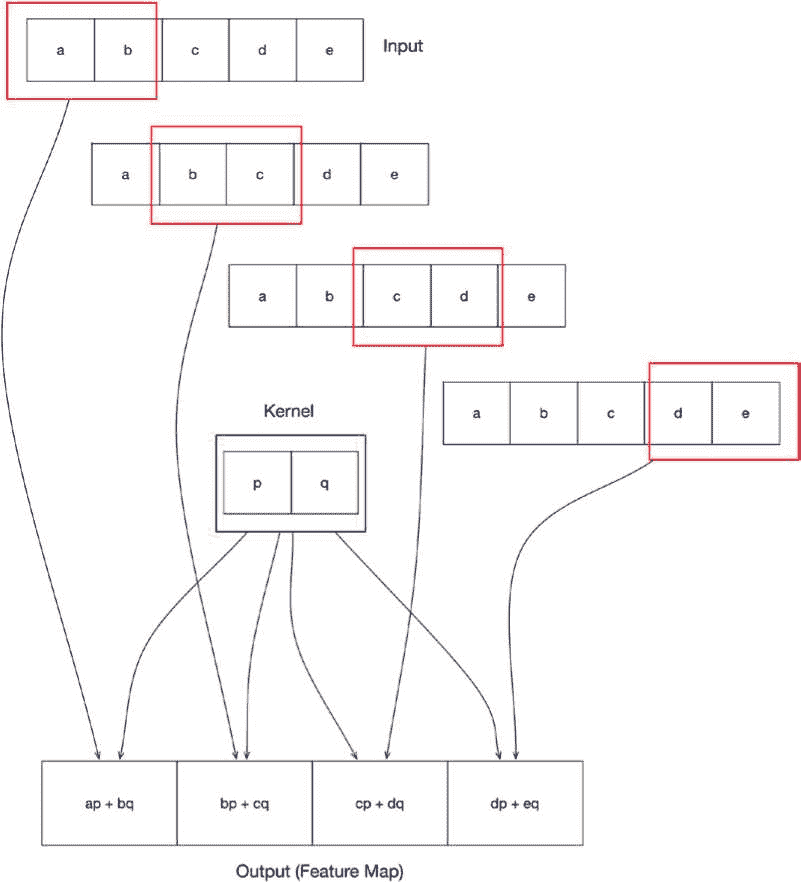 a b c d e Input
a b c d e
a b c d e
a b c d e
Kernel
p q
ap + bq bp + cq cp + dq dp + eq
Output (Feature Map)